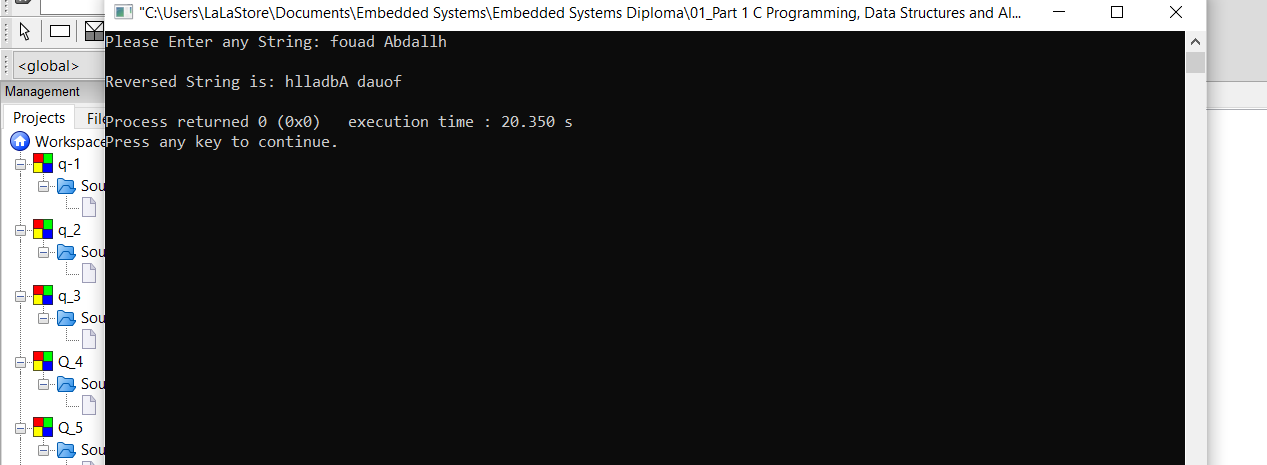 "C:\Users\LaLaStore\Documents\Embedded Systems\Embedded Systems Diploma\01_Part 1 C Programming, Data Structures and Al...
Please Enter any String: fouad Abdallh
Reversed String is: hlladbA dauof
Process returned 0 (0x0)   execution time : 20.350 s
Press any key to continue.
<global>
Management
Projects
Workspace
q-1
Sou
q_2
Sou
q_3
Sou
Q_4
Sou
Q_5
Sou